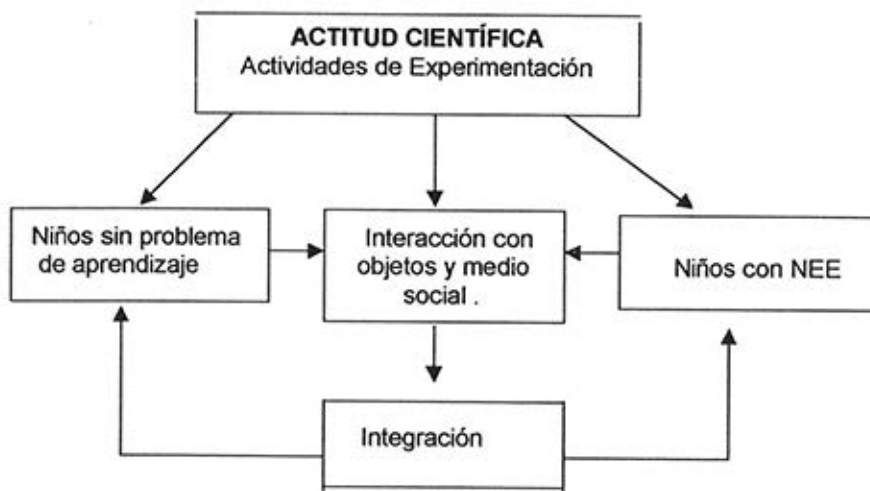 ACTITUD CIENTÍFICA
Actividades de Experimentación
Niños sin problema
de aprendizaje
Interacción con
objetos y medio
social .
Niños con NEE
Integración